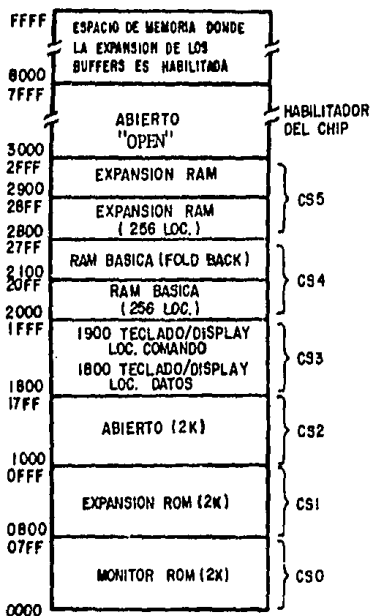 FFFF
ESPACIO DE MEMORIA DONDE
LA EXPANSION DE LOS
BUFFERS ES HABILITADA
8000
7FFF
HABILITADOR
DEL CHIP
ABIERTO
"OPEN"
3000
2FFF
EXPANSION RAM
2900
28FF
CS5
EXPANSION RAM
(256 LOC.)
2800
27FF
RAM BASICA (FOLD BACK)
2100
20FF
CS4
RAM BASICA
(256 LOC.)
2000
1FFF
1900 TECLADO/DISPLAY
LOC. COMANDO
CS3
1800 TECLADO/DISPLAY
LOC. DATOS
1800
17FF
ABIERTO (2K)
CS2
1000
0FFF
EXPANSION ROM (2K)
CS1
0800
07FF
MONITOR ROM (2K)
CS0
0000